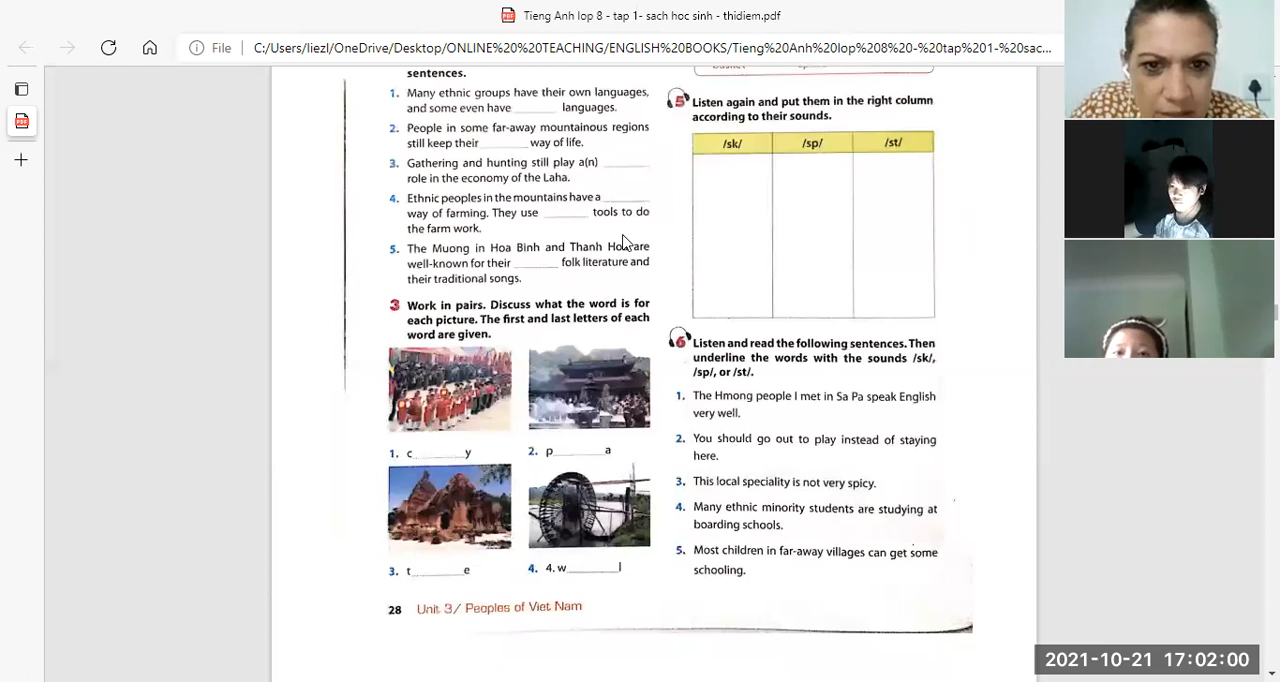 Tieng Anh lop 8 - tap 1- sach hoc sinh - thidiem.pdf
File
C:/Users/liezl/OneDrive/Desktop/ONLINE%20%20TEACHING/ENGLISH%20BOOKS/Tieng%20Anh%20lop%208%20-%20tap%201-%20sac...
sentences.
1. Many ethnic groups have their own languages,
and some even have ______ languages.
2. People in some far-away mountainous regions
still keep their ______ way of life.
3. Gathering and hunting still play a(n) ______
role in the economy of the Laha.
4. Ethnic peoples in the mountains have a ______
way of farming. They use ______ tools to do
the farm work.
5. The Muong in Hoa Binh and Thanh are
well-known for their ______ folk literature and
their traditional songs.
3 Work in pairs. Discuss what the word is for
each picture. The first and last letters of each
word are given.
1. c________y
2. p________a
3. t________e
4. 4. w________l
28 Unit 3/ Peoples of Viet Nam
5 Listen again and put them in the right column
according to their sounds.
/sk/ /sp/ /st/
6 Listen and read the following sentences. Then
underline the words with the sounds /sk/,
/sp/, or /st/.
1. The Hmong people I met in Sa Pa speak English
very well.
2. You should go out to play instead of staying
here.
3. This local speciality is not very spicy.
4. Many ethnic minority students are studying at
boarding schools.
5. Most children in far-away villages can get some
schooling.
2021-10-21 17:02:00